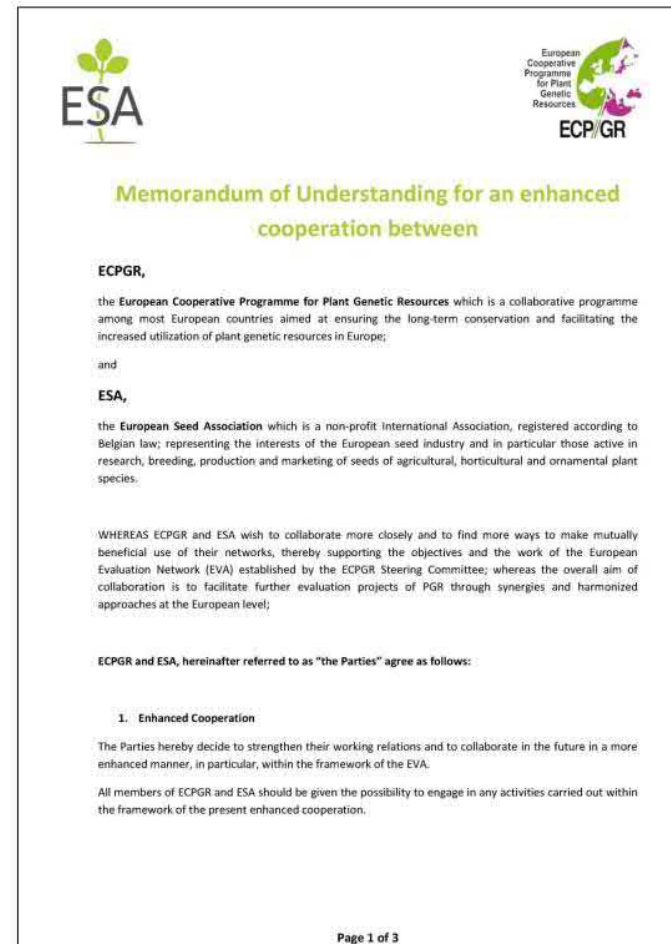 ESA
European
Cooperative
Programme
for Plant
Genetic
Resources
ECP/GR
Memorandum of Understanding for an enhanced
cooperation between
ECPGR,
the European Cooperative Programme for Plant Genetic Resources which is a collaborative programme
among most European countries aimed at ensuring the long-term conservation and facilitating the
increased utilization of plant genetic resources in Europe;
and
ESA,
the European Seed Association which is a non-profit International Association, registered according to
Belgian law; representing the interests of the European seed industry and in particular those active in
research, breeding, production and marketing of seeds of agricultural, horticultural and ornamental plant
species.
WHEREAS ECPGR and ESA wish to collaborate more closely and to find more ways to make mutually
beneficial use of their networks, thereby supporting the objectives and the work of the European
Evaluation Network (EVA) established by the ECPGR Steering Committee; whereas the overall aim of
collaboration is to facilitate further evaluation projects of PGR through synergies and harmonized
approaches at the European level;
ECPGR and ESA, hereinafter referred to as "the Parties" agree as follows:
1. Enhanced Cooperation
The Parties hereby decide to strengthen their working relations and to collaborate in the future in a more
enhanced manner, in particular, within the framework of the EVA.
All members of ECPGR and ESA should be given the possibility to engage in any activities carried out within
the framework of the present enhanced cooperation.
Page 1 of 3